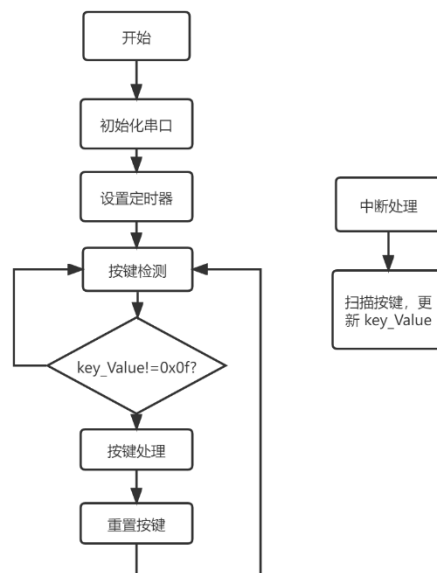 开始
初始化串口
设置定时器
按键检测
key_Value!=0x0f?
按键处理
重置按键
中断处理
扫描按键，更
新 key_Value